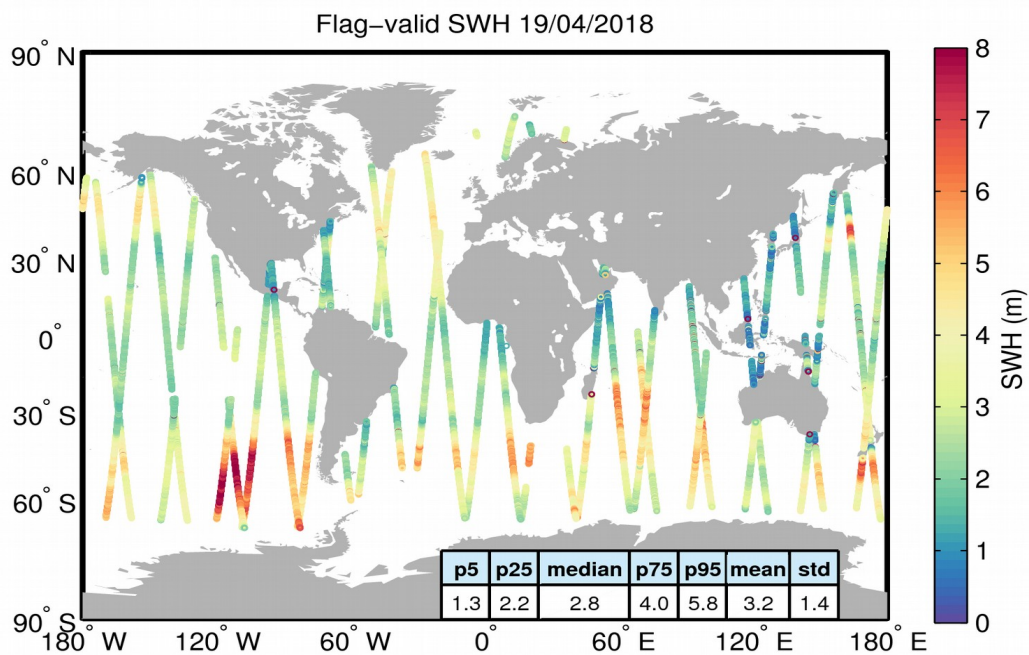 Flag−valid SWH 19/04/2018
90° N
60° N
30° N
0°
30° S
60° S
90° S
180° W
120° W
60° W
0°
60° E
120° E
180° E
8
7
6
5
4
3
2
1
0
SWH (m)
p5 p25 median p75 p95 mean std
1.3 2.2 2.8 4.0 5.8 3.2 1.4